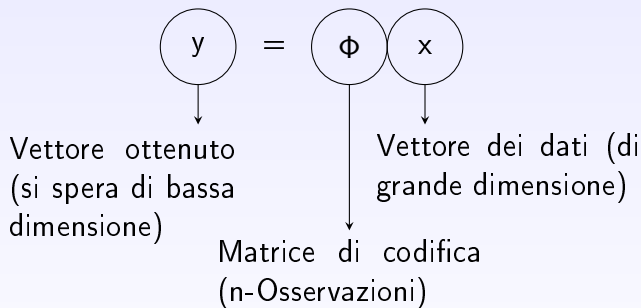 y = Φ x
Vettore ottenuto
(si spera di bassa
dimensione)
Vettore dei dati (di
grande dimensione)
Matrice di codifica
(n-Osservazioni)